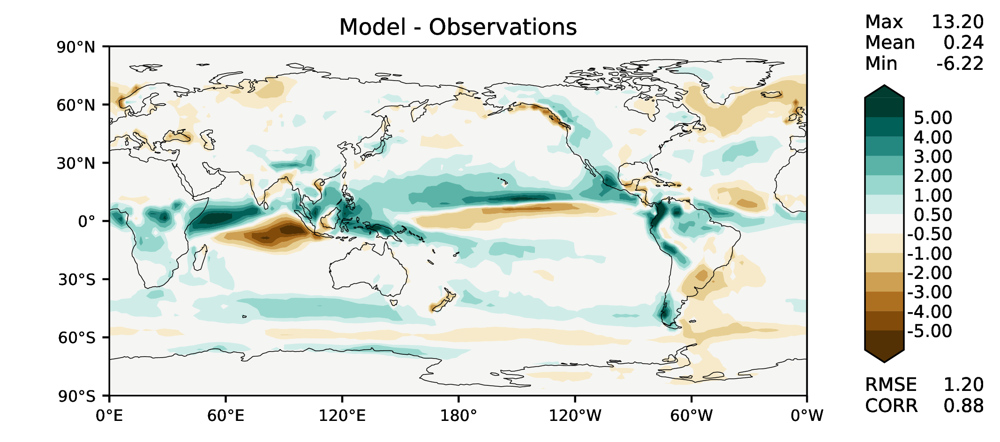 Model - Observations
Max 13.20
Mean 0.24
Min -6.22
90°N
60°N
30°N
0°
30°S
60°S
90°S
0°E 60°E 120°E 180° 120°W 60°W 0°W
5.00
4.00
3.00
2.00
1.00
0.50
-0.50
-1.00
-2.00
-3.00
-4.00
-5.00
RMSE 1.20
CORR 0.88